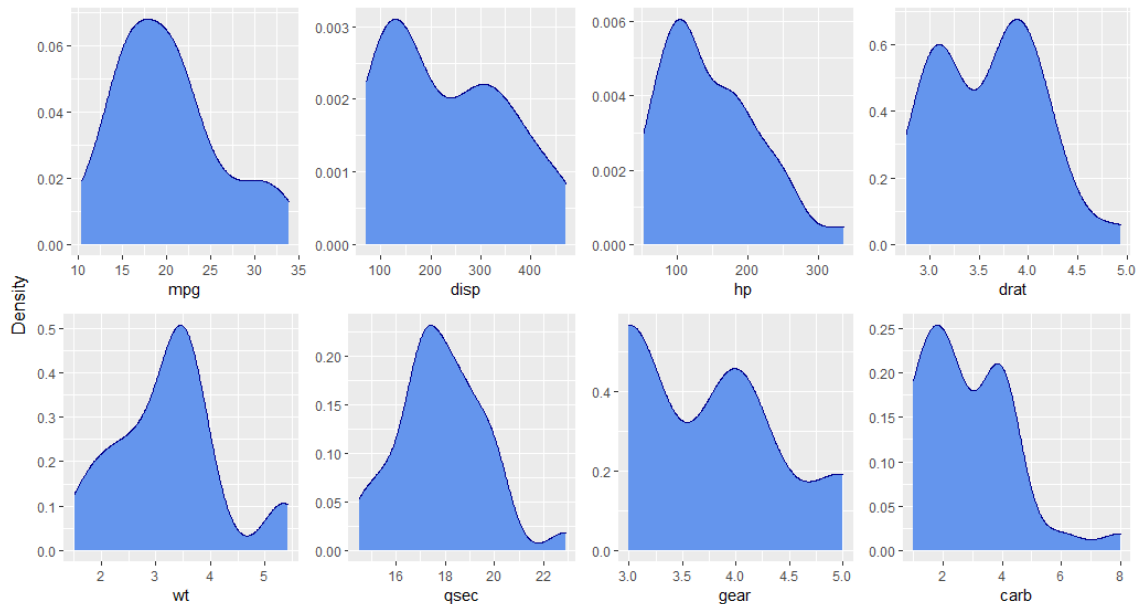 0.06
0.04
0.02
0.00
10 15 20 25 30 35
mpg
0.003
0.002
0.001
0.000
100 200 300 400
disp
0.006
0.004
0.002
0.000
100 200 300
hp
0.6
0.4
0.2
0.0
3.0 3.5 4.0 4.5 5.0
drat
Density
0.5
0.4
0.3
0.2
0.1
0.0
2 3 4 5
wt
0.20
0.15
0.10
0.05
0.00
16 18 20 22
qsec
0.4
0.2
0.0
3.0 3.5 4.0 4.5 5.0
gear
0.25
0.20
0.15
0.10
0.05
0.00
2 4 6 8
carb